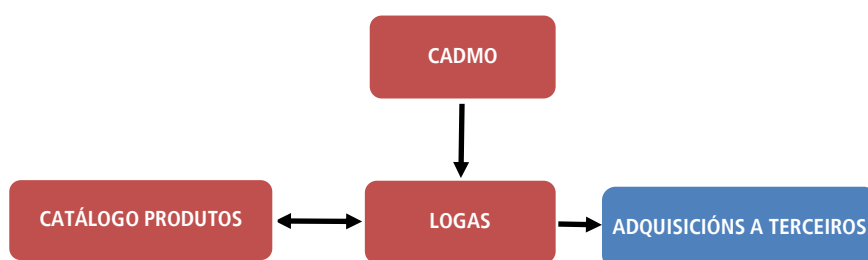 CADMO
CATÁLOGO PRODUTOS
LOGAS
ADQUISICIÓNS A TERCEIROS